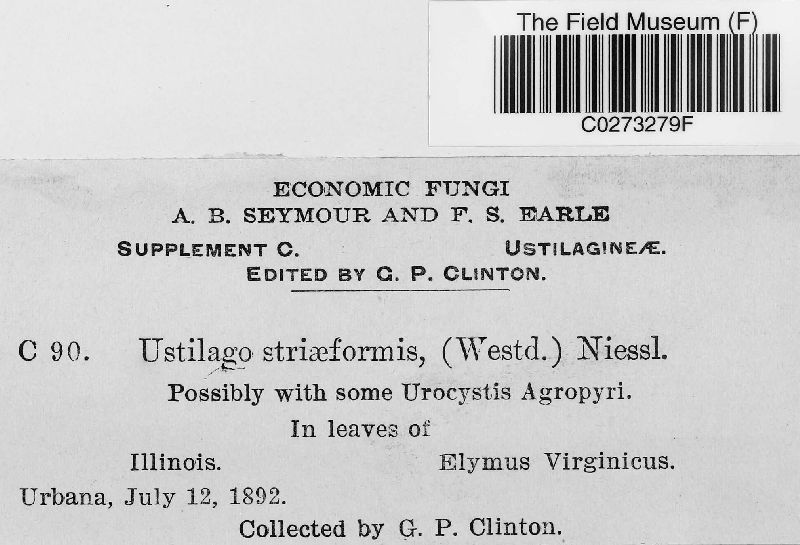 The Field Museum (F)
C0273279F
ECONOMIC FUNGI
A. B. SEYMOUR AND F. S. EARLE
SUPPLEMENT C. USTILAGINEÆ.
EDITED BY G. P. CLINTON.
C 90. Ustilago striæformis, (Westd.) Niessl.
Possibly with some Urocystis Agropyri.
In leaves of
Illinois. Elymus Virginicus.
Urbana, July 12, 1892.
Collected by G. P. Clinton.